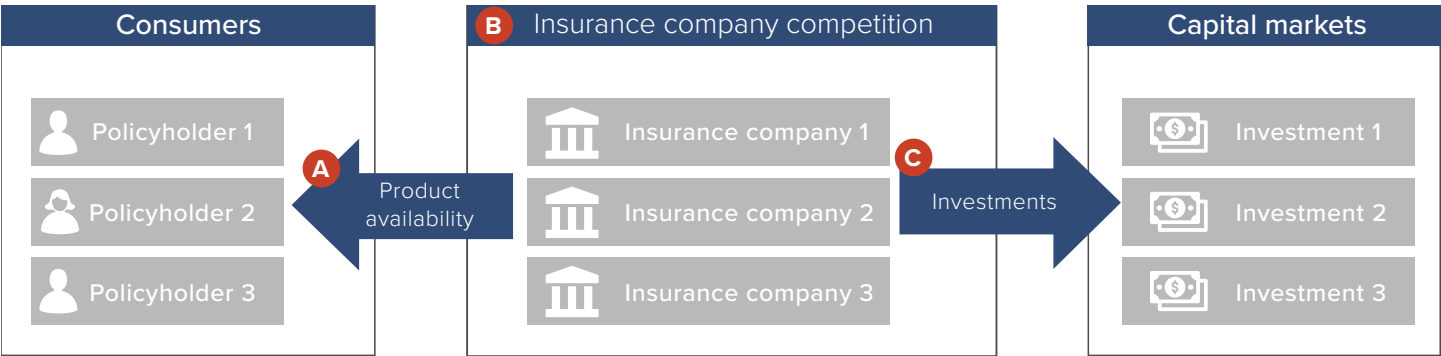 Consumers
B Insurance company competition
Capital markets
Policyholder 1
Policyholder 2
Policyholder 3
A
Product
availability
Insurance company 1
Insurance company 2
Insurance company 3
C
Investments
Investment 1
Investment 2
Investment 3